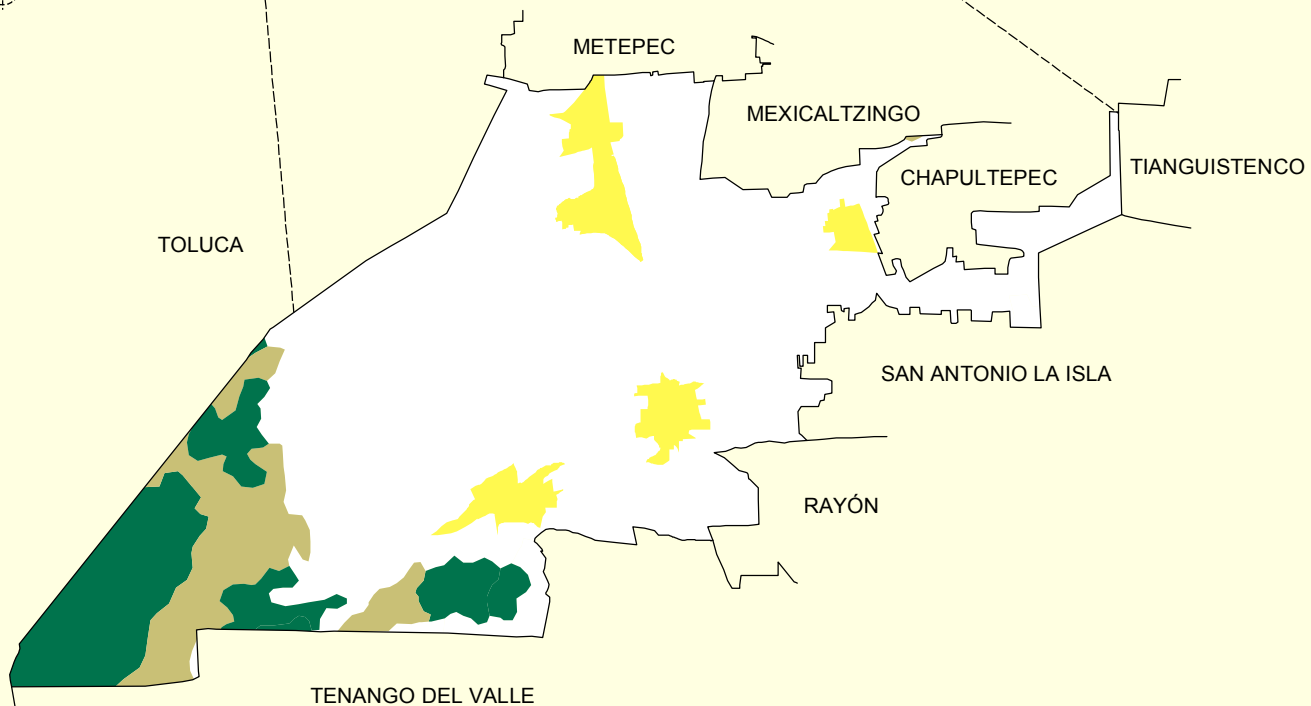 METEPEC
MEXICALTZINGO
CHAPULTEPEC
TIANGUISTENCO
TOLUCA
SAN ANTONIO LA ISLA
RAYÓN
TENANGO DEL VALLE